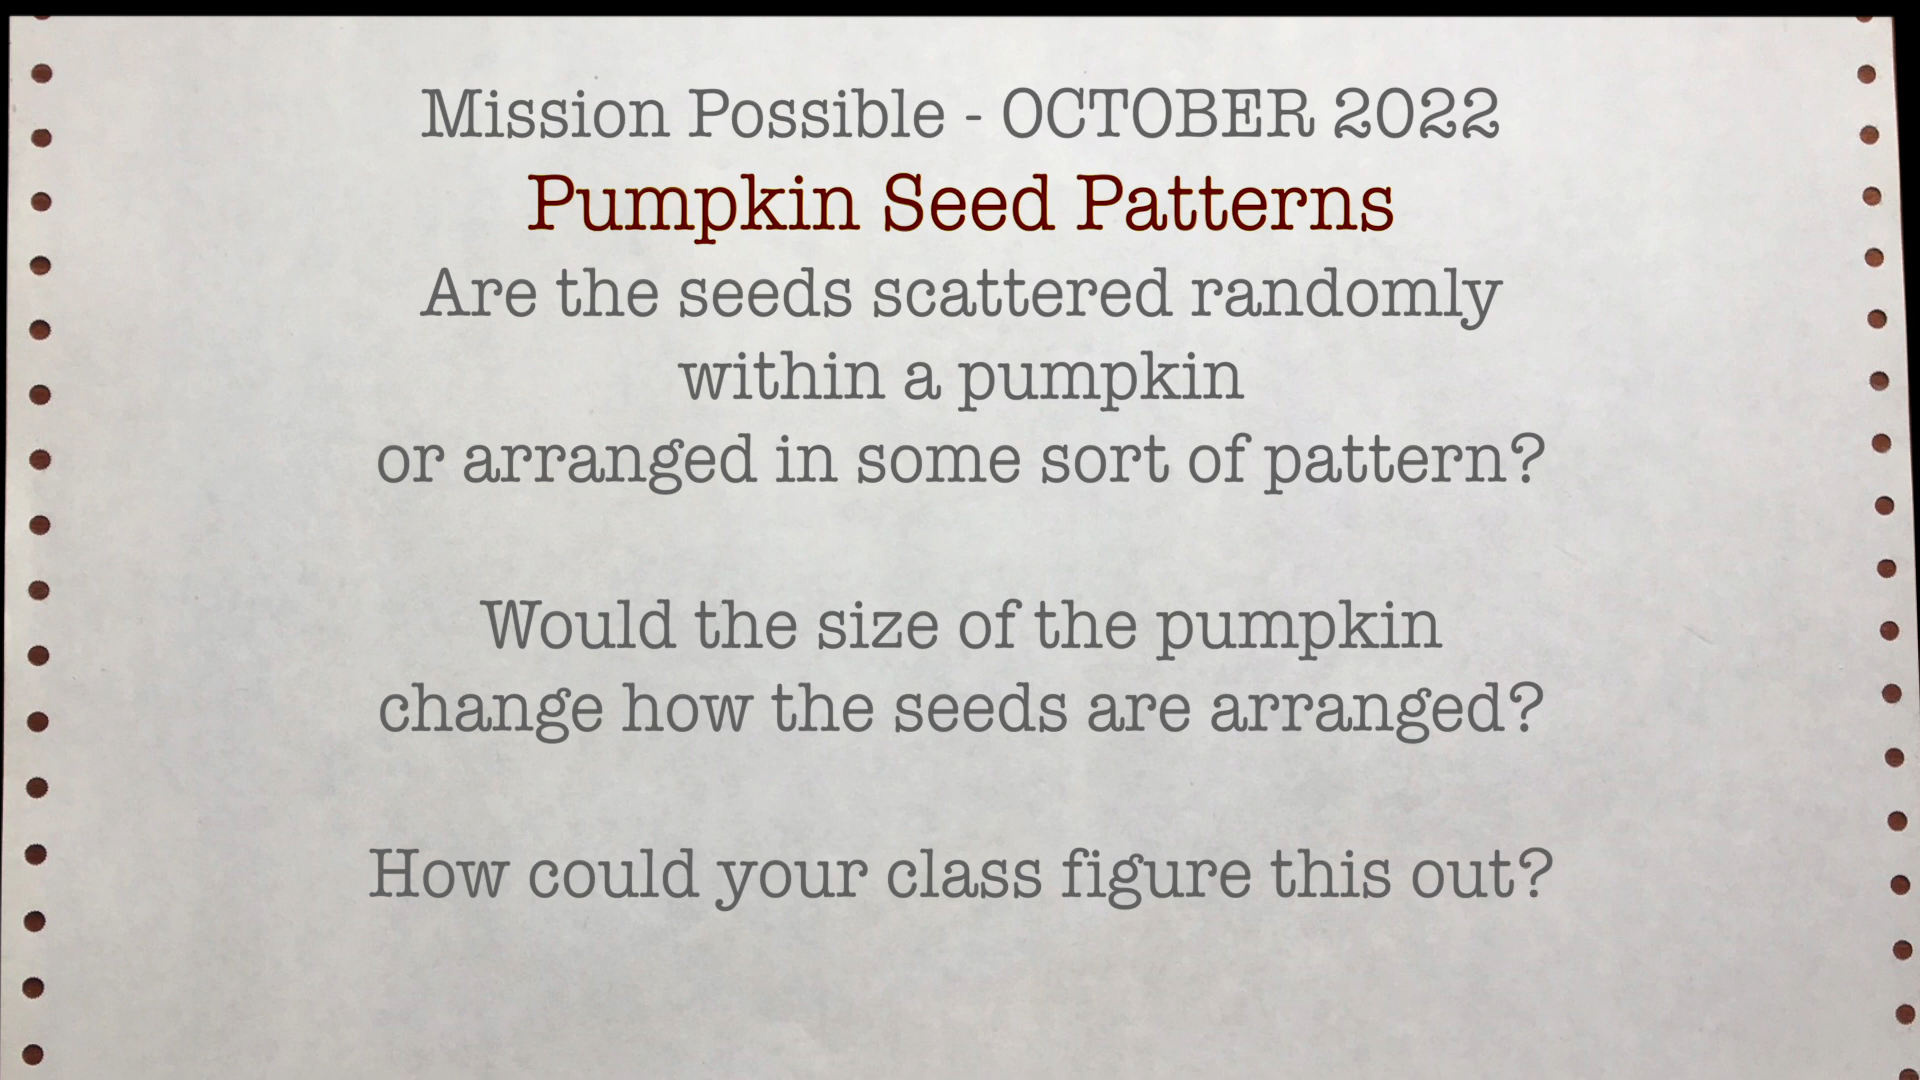 Mission Possible - OCTOBER 2022
Pumpkin Seed Patterns
Are the seeds scattered randomly
within a pumpkin
or arranged in some sort of pattern?
Would the size of the pumpkin
change how the seeds are arranged?
How could your class figure this out?